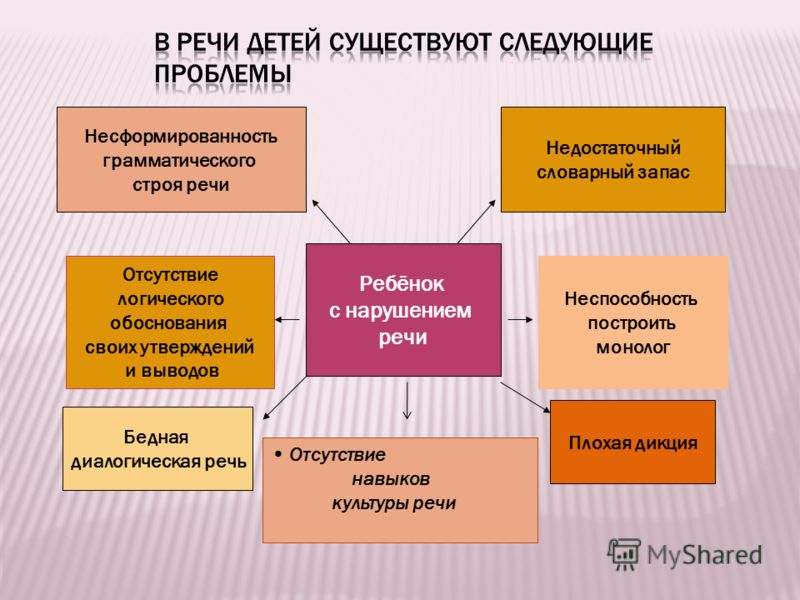 В РЕЧИ ДЕТЕЙ СУЩЕСТВУЮТ СЛЕДУЮЩИЕ
ПРОБЛЕМЫ
Несформированность
грамматического
строя речи
Недостаточный
словарный запас
Ребёнок
с нарушением
речи
Отсутствие
логического
обоснования
своих утверждений
и выводов
Неспособность
построить
монолог
Бедная
диалогическая речь
• Отсутствие
навыков
культуры речи
Плохая дикция
MyShared